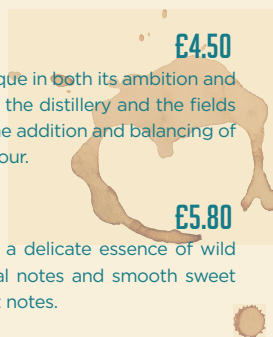 £4.50
que in both its ambition and
the distillery and the fields
addition and balancing of
our.
£5.80
a delicate essence of wild
notes and smooth sweet
notes.